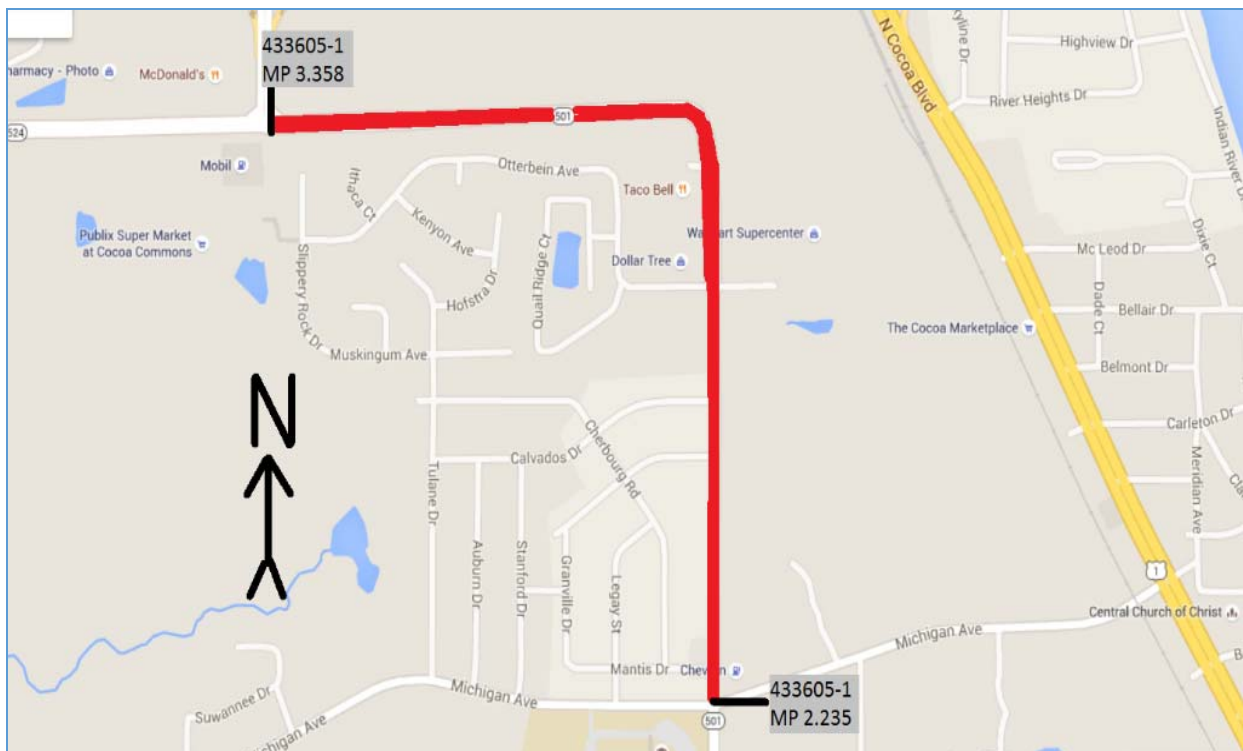 433605-1
MP 3.358
harmacy - Photo
McDonald's
524
Mobil
Publix Super Market
at Cocoa Commons
501
Ithaca Ct
Otterbein Ave
Kenyon Ave
Slippery Rock Dr
Hofstra Dr
Quail Ridge Ct
Muskingum Ave
Taco Bell
Dollar Tree
N Cocoa Blvd
kyline Dr
Highview Dr
River Heights Dr
Indian River Dr
Dixie Ct
Mc Leod Dr
Dade Ct
Bellair Dr
The Cocoa Marketplace
Belmont Dr
Carleton Dr
Meridian Ave
N
Calvados Dr
Cherbourg Rd
Tulane Dr
Auburn Dr
Stanford Dr
Granville Dr
Legay St
1
Central Church of Christ
Michigan Ave
Mantis Dr
Michigan Ave
Suwannee Dr
433605-1
MP 2.235
501